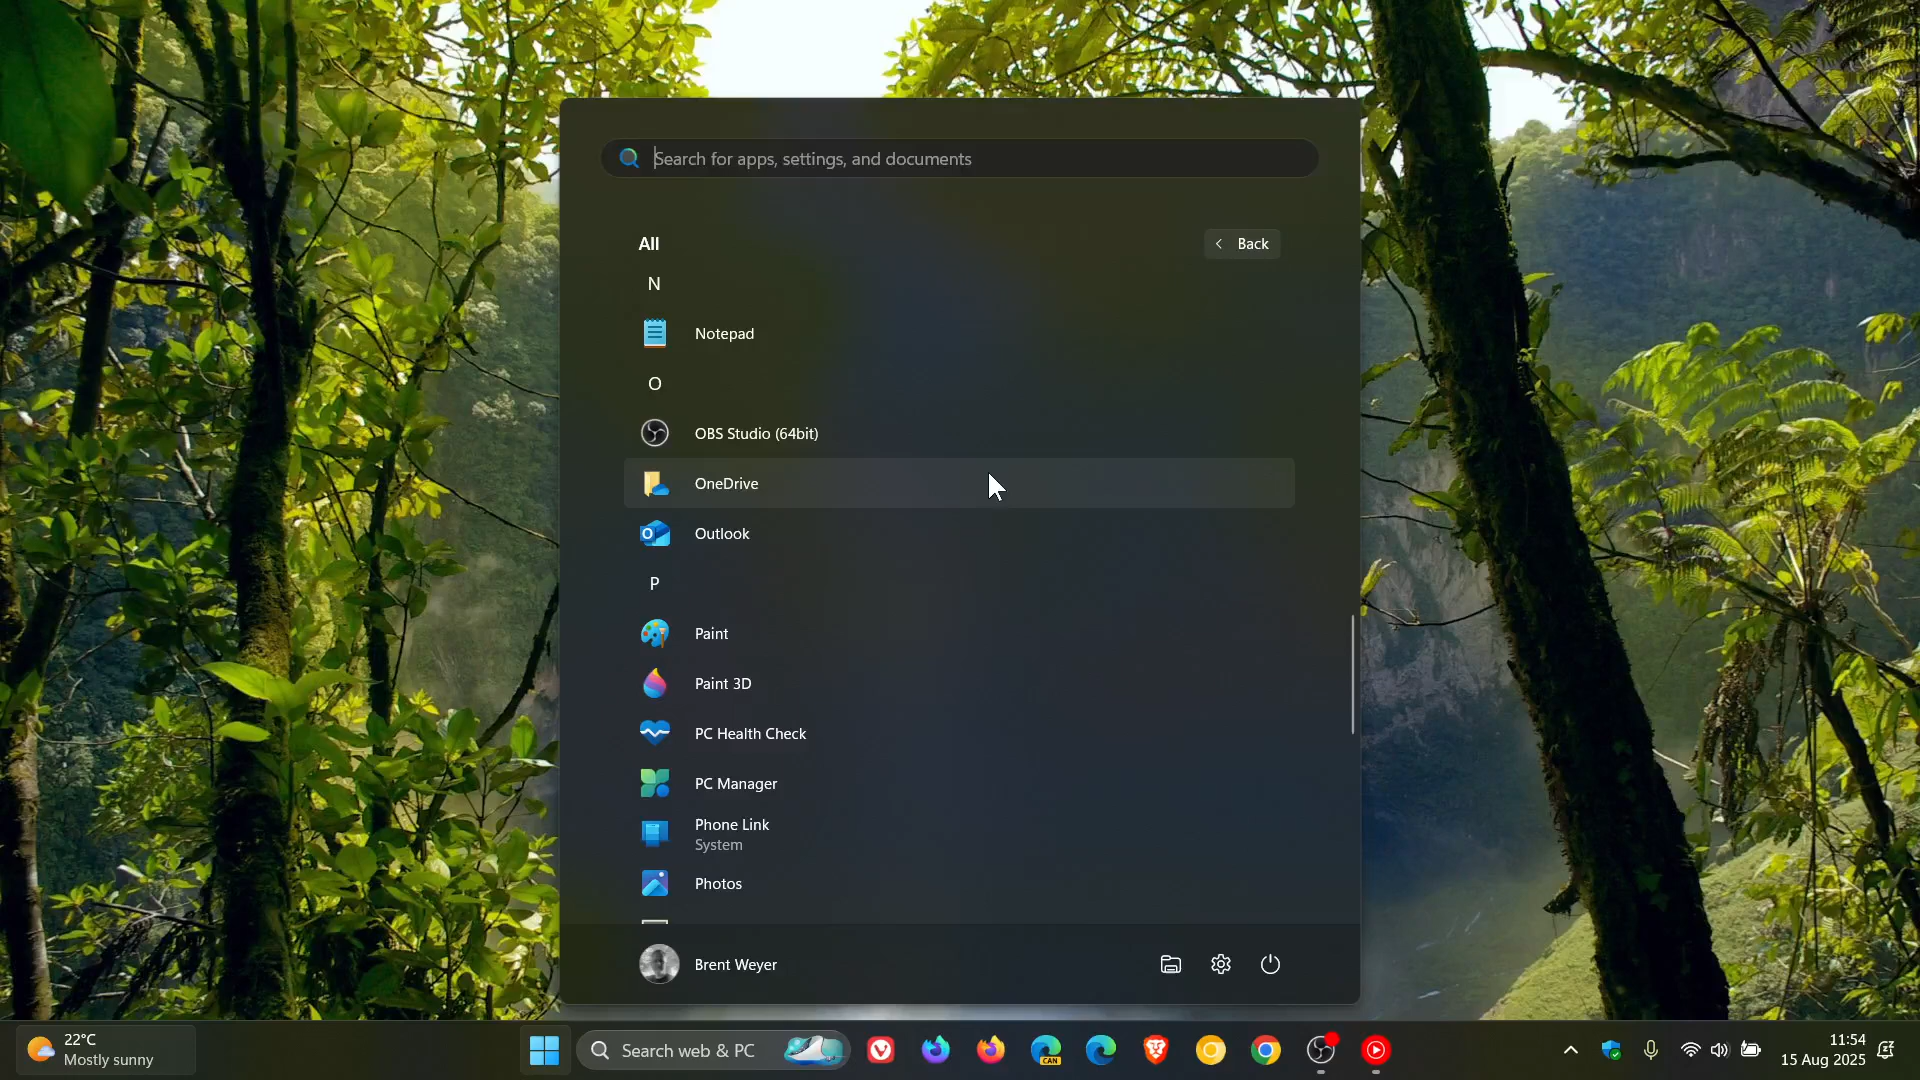 Search for apps, settings, and documents
All
Back
N
Notepad
O
OBS Studio (64bit)
OneDrive
Outlook
P
Paint
Paint 3D
PC Health Check
PC Manager
Phone Link
System
Photos
Brent Weyer
22°C
Mostly sunny
Search web & PC
CAN
11:54
15 Aug 2025